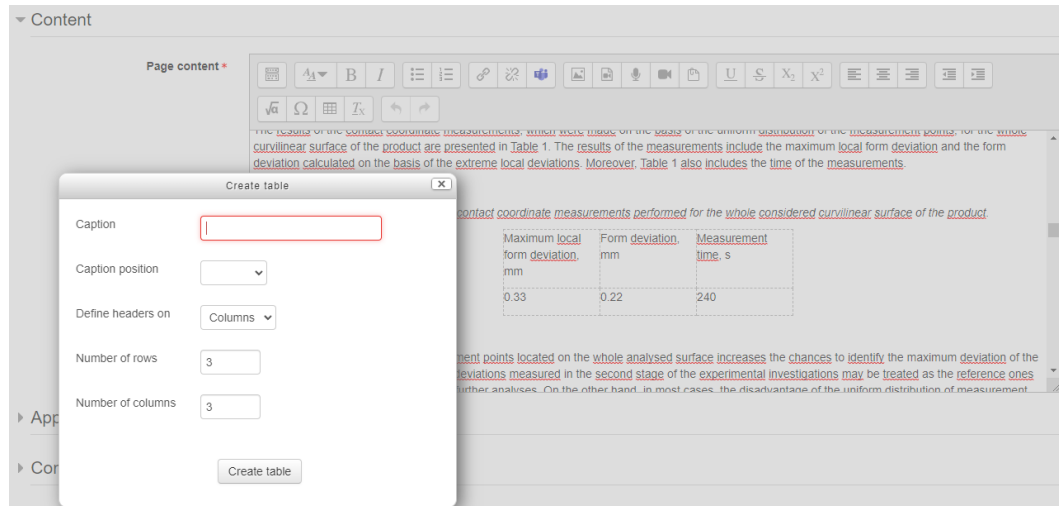 Content
Page content *
B I
U S X2 X2
√α Ω Tx
The results of the contact coordinate measurements, which were made on the basis of the uniform distribution of the measurement points, for the whole
curvilinear surface of the product are presented in Table 1. The results of the measurements include the maximum local form deviation and the form
deviation calculated on the basis of the extreme local deviations. Moreover, Table 1 also includes the time of the measurements.
Create table
contact coordinate measurements performed for the whole considered curvilinear surface of the product.
Caption
Maximum local form deviation, mm
Form deviation, mm
Measurement time, s
Caption position
0.33 0.22 240
Define headers on Columns
Number of rows 3
ment points located on the whole analysed surface increases the chances to identify the maximum deviation of the
deviations measured in the second stage of the experimental investigations may be treated as the reference ones
further analyses. On the other hand, in most cases, the disadvantage of the uniform distribution of measurement
Number of columns 3
App
Cor
Create table